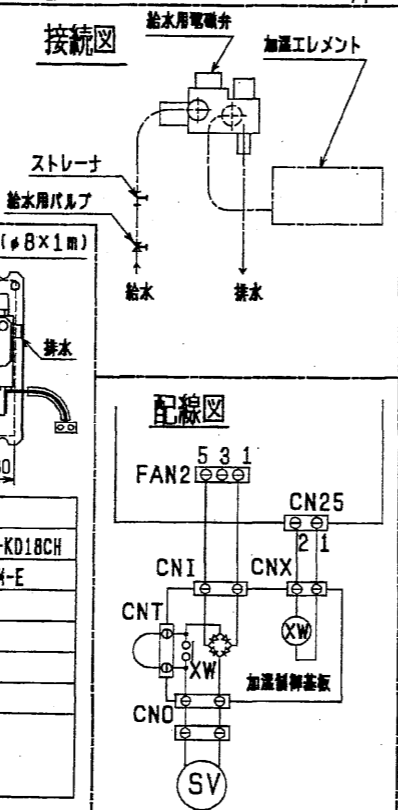 接続図
給水用電磁弁
加湿エレメント
ストレーナ
給水用バルブ
給水
排水
(φ8×1m)
排水
-KD18CH
-E
配線図
5 3 1
FAN2
CN25
2 1
CNI
CNX
CNT
XW
XW
加湿制御基板
CNO
SV